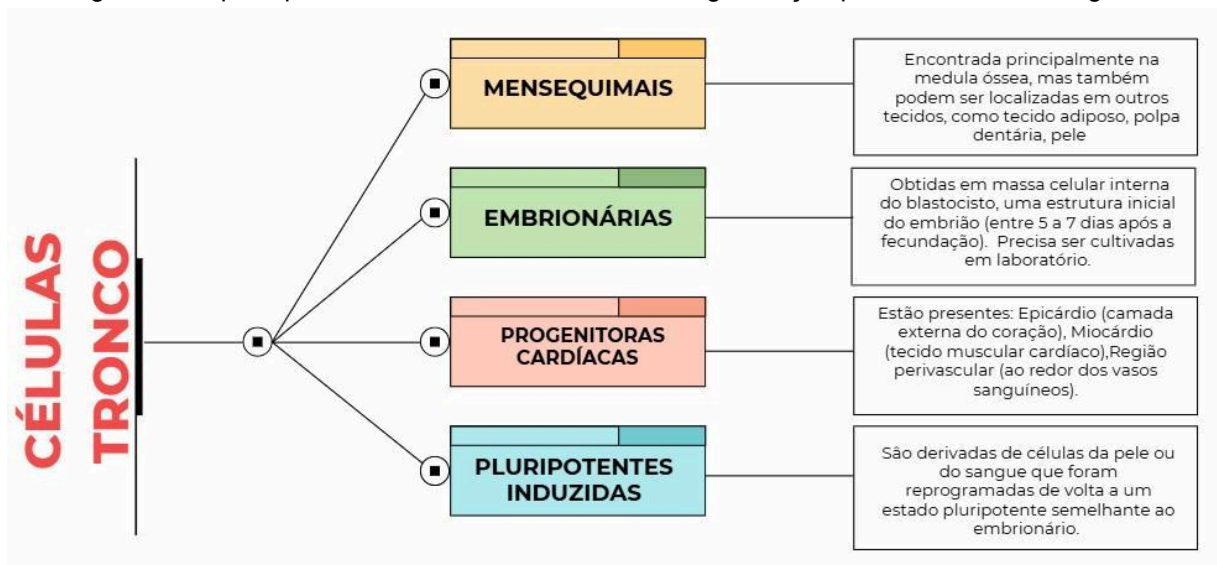 CÉLULAS
TRONCO
MENSEQUIMAIS
Encontrada principalmente na
medula óssea, mas também
podem ser localizadas em outros
tecidos, como tecido adiposo, polpa
dentária, pele
EMBRIONÁRIAS
Obtidas em massa celular interna
do blastocisto, uma estrutura inicial
do embrião (entre 5 a 7 dias após a
fecundação). Precisa ser cultivadas
em laboratório.
PROGENITORAS
CARDÍACAS
Estão presentes: Epicárdio (camada
externa do coração), Miocárdio
(tecido muscular cardíaco),Região
perivascular (ao redor dos vasos
sanguíneos).
PLURIPOTENTES
INDUZIDAS
São derivadas de células da pele ou
do sangue que foram
reprogramadas de volta a um
estado pluripotente semelhante ao
embrionário.